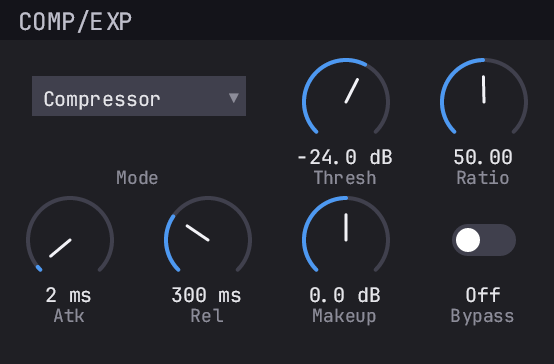 COMP/EXP
Compressor
-24.0 dB
50.00
Mode
Thresh
Ratio
2 ms
300 ms
0.0 dB
Off
Atk
Rel
Makeup
Bypass